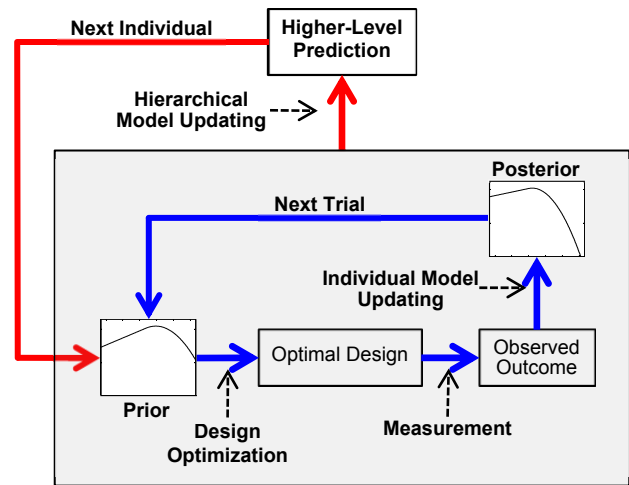 Next Individual
Higher-Level
Prediction
Hierarchical
Model Updating
Posterior
Next Trial
Individual Model
Updating
Optimal Design
Observed
Outcome
Prior
Design
Optimization
Measurement